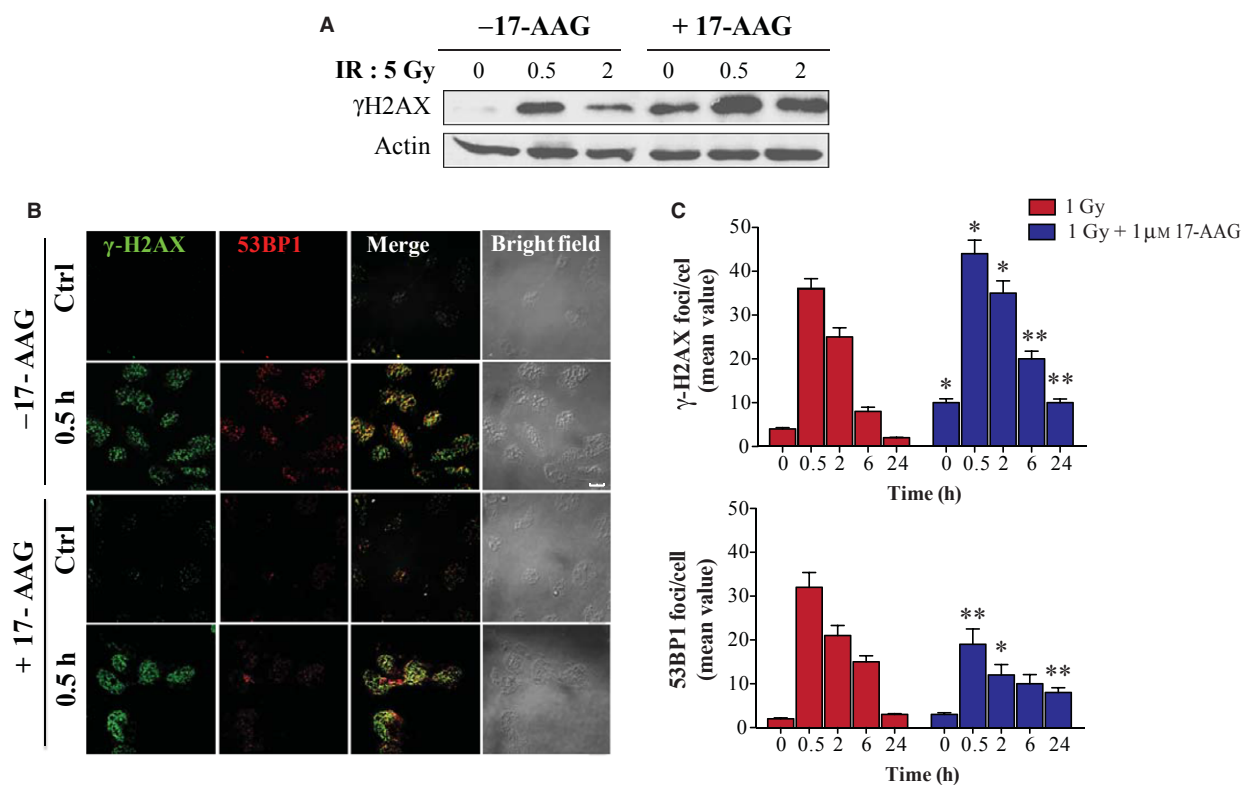 A
–17-AAG + 17-AAG
IR : 5 Gy 0 0.5 2 0 0.5 2
γH2AX
Actin
B
γ-H2AX 53BP1 Merge Bright field
–17- AAG
Ctrl
0.5 h
+ 17- AAG
Ctrl
0.5 h
C
1 Gy
1 Gy + 1μM 17-AAG
γ-H2AX foci/cel
(mean value)
50
40
30
20
10
0
* * * ** **
0 0.5 2 6 24 0 0.5 2 6 24
Time (h)
53BP1 foci/cell
(mean value)
50
40
30
20
10
0
** * **
0 0.5 2 6 24 0 0.5 2 6 24
Time (h)